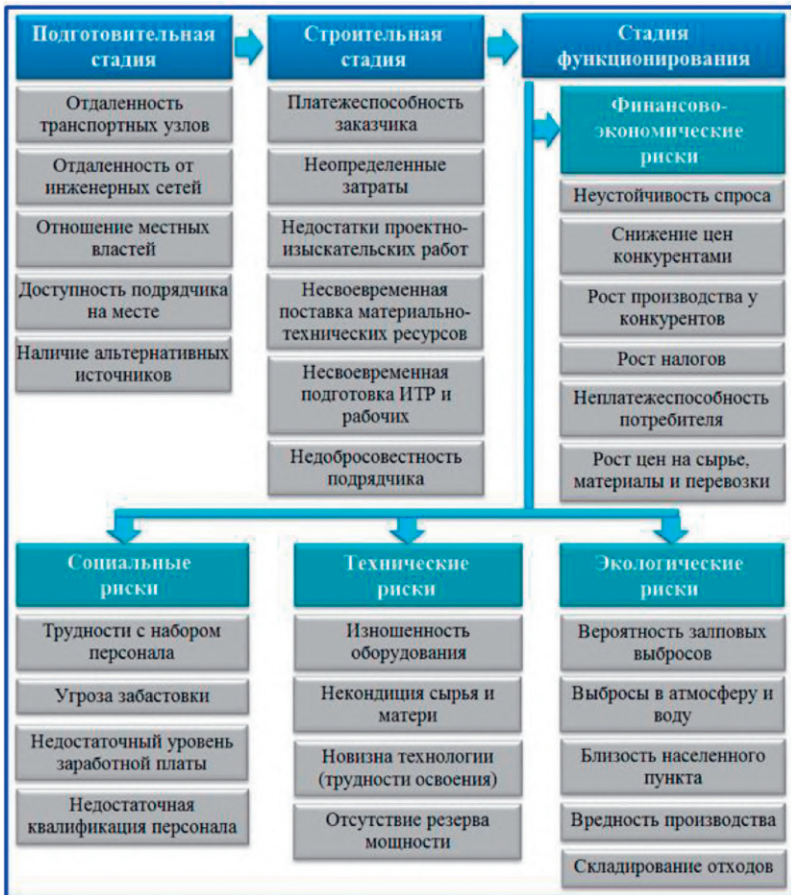 Подготовительная
стадия
Строительная
стадия
Стадия
функционирования
Отдаленность
транспортных узлов
Отдаленность от
инженерных сетей
Отношение местных
властей
Доступность подрядчика
на месте
Наличие альтернативных
источников
Платежеспособность
заказчика
Неопределенные
затраты
Недостатки проектно-
изыскательских работ
Несвоевременная
поставка материально-
технических ресурсов
Несвоевременная
подготовка ИТР и
рабочих
Недобросовестность
подрядчика
Финансово-
экономические
риски
Неустойчивость спроса
Снижение цен
конкурентами
Рост производства у
конкурентов
Рост налогов
Неплатежеспособность
потребителя
Рост цен на сырье,
материалы и перевозки
Социальные
риски
Трудности с набором
персонала
Угроза забастовки
Недостаточный уровень
заработной платы
Недостаточная
квалификация персонала
Технические
риски
Изношенность
оборудования
Некондиция сырья и
матери
Новизна технологии
(трудности освоения)
Отсутствие резерва
мощности
Экологические
риски
Вероятность залповых
выбросов
Выбросы в атмосферу и
воду
Близость населенного
пункта
Вредность производства
Складирование отходов